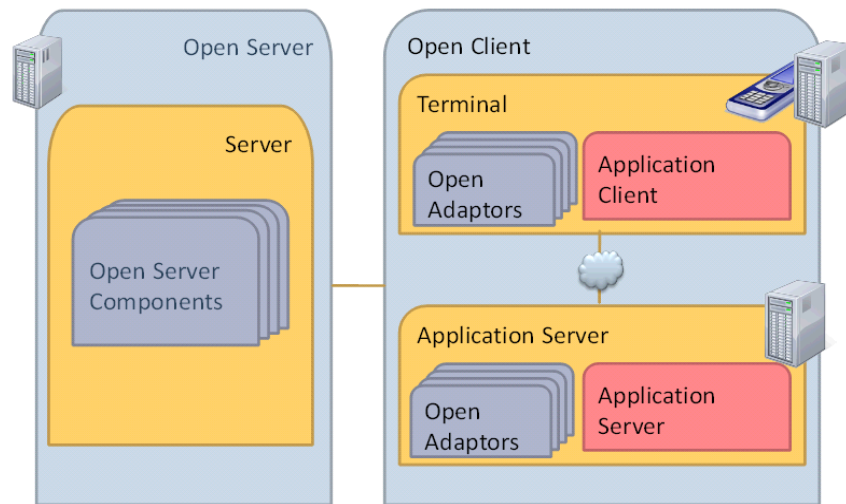 Open Server
Server
Open Server
Components
Open Client
Terminal
Open
Adaptors
Application
Client
Application Server
Open
Adaptors
Application
Server